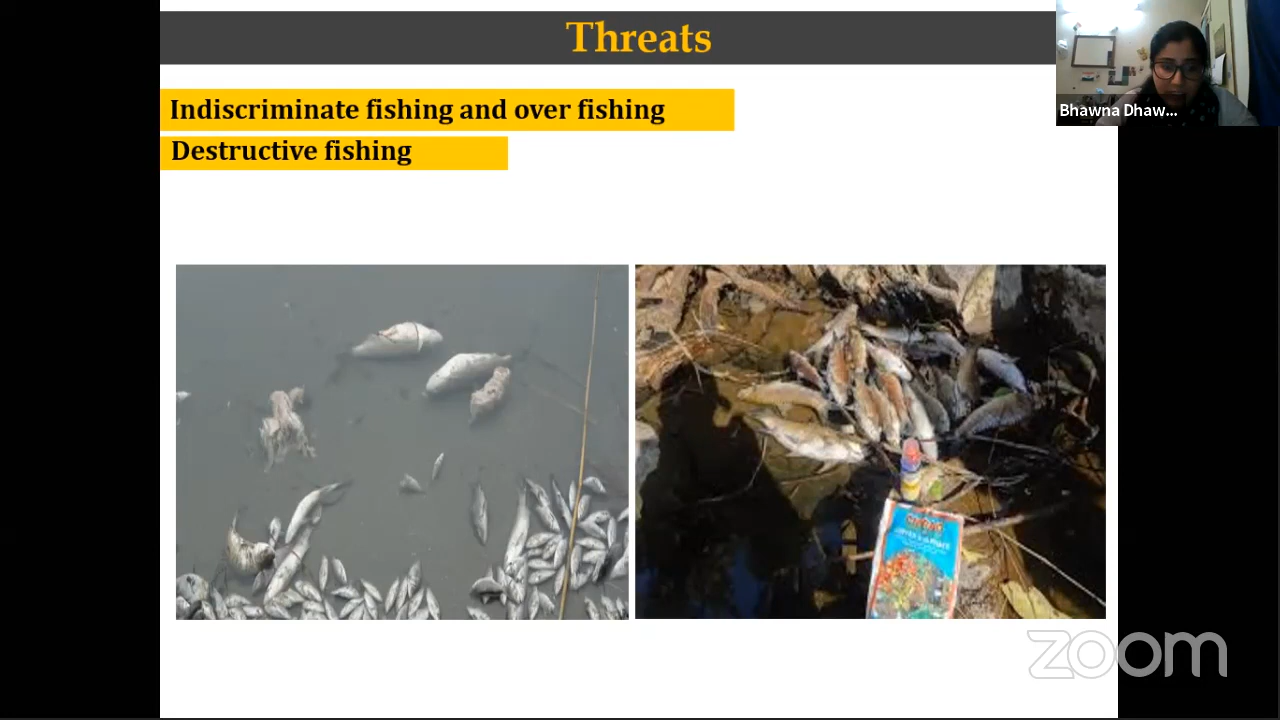 Threats
Indiscriminate fishing and over fishing
Destructive fishing
Bhawna Dhaw...
zoom